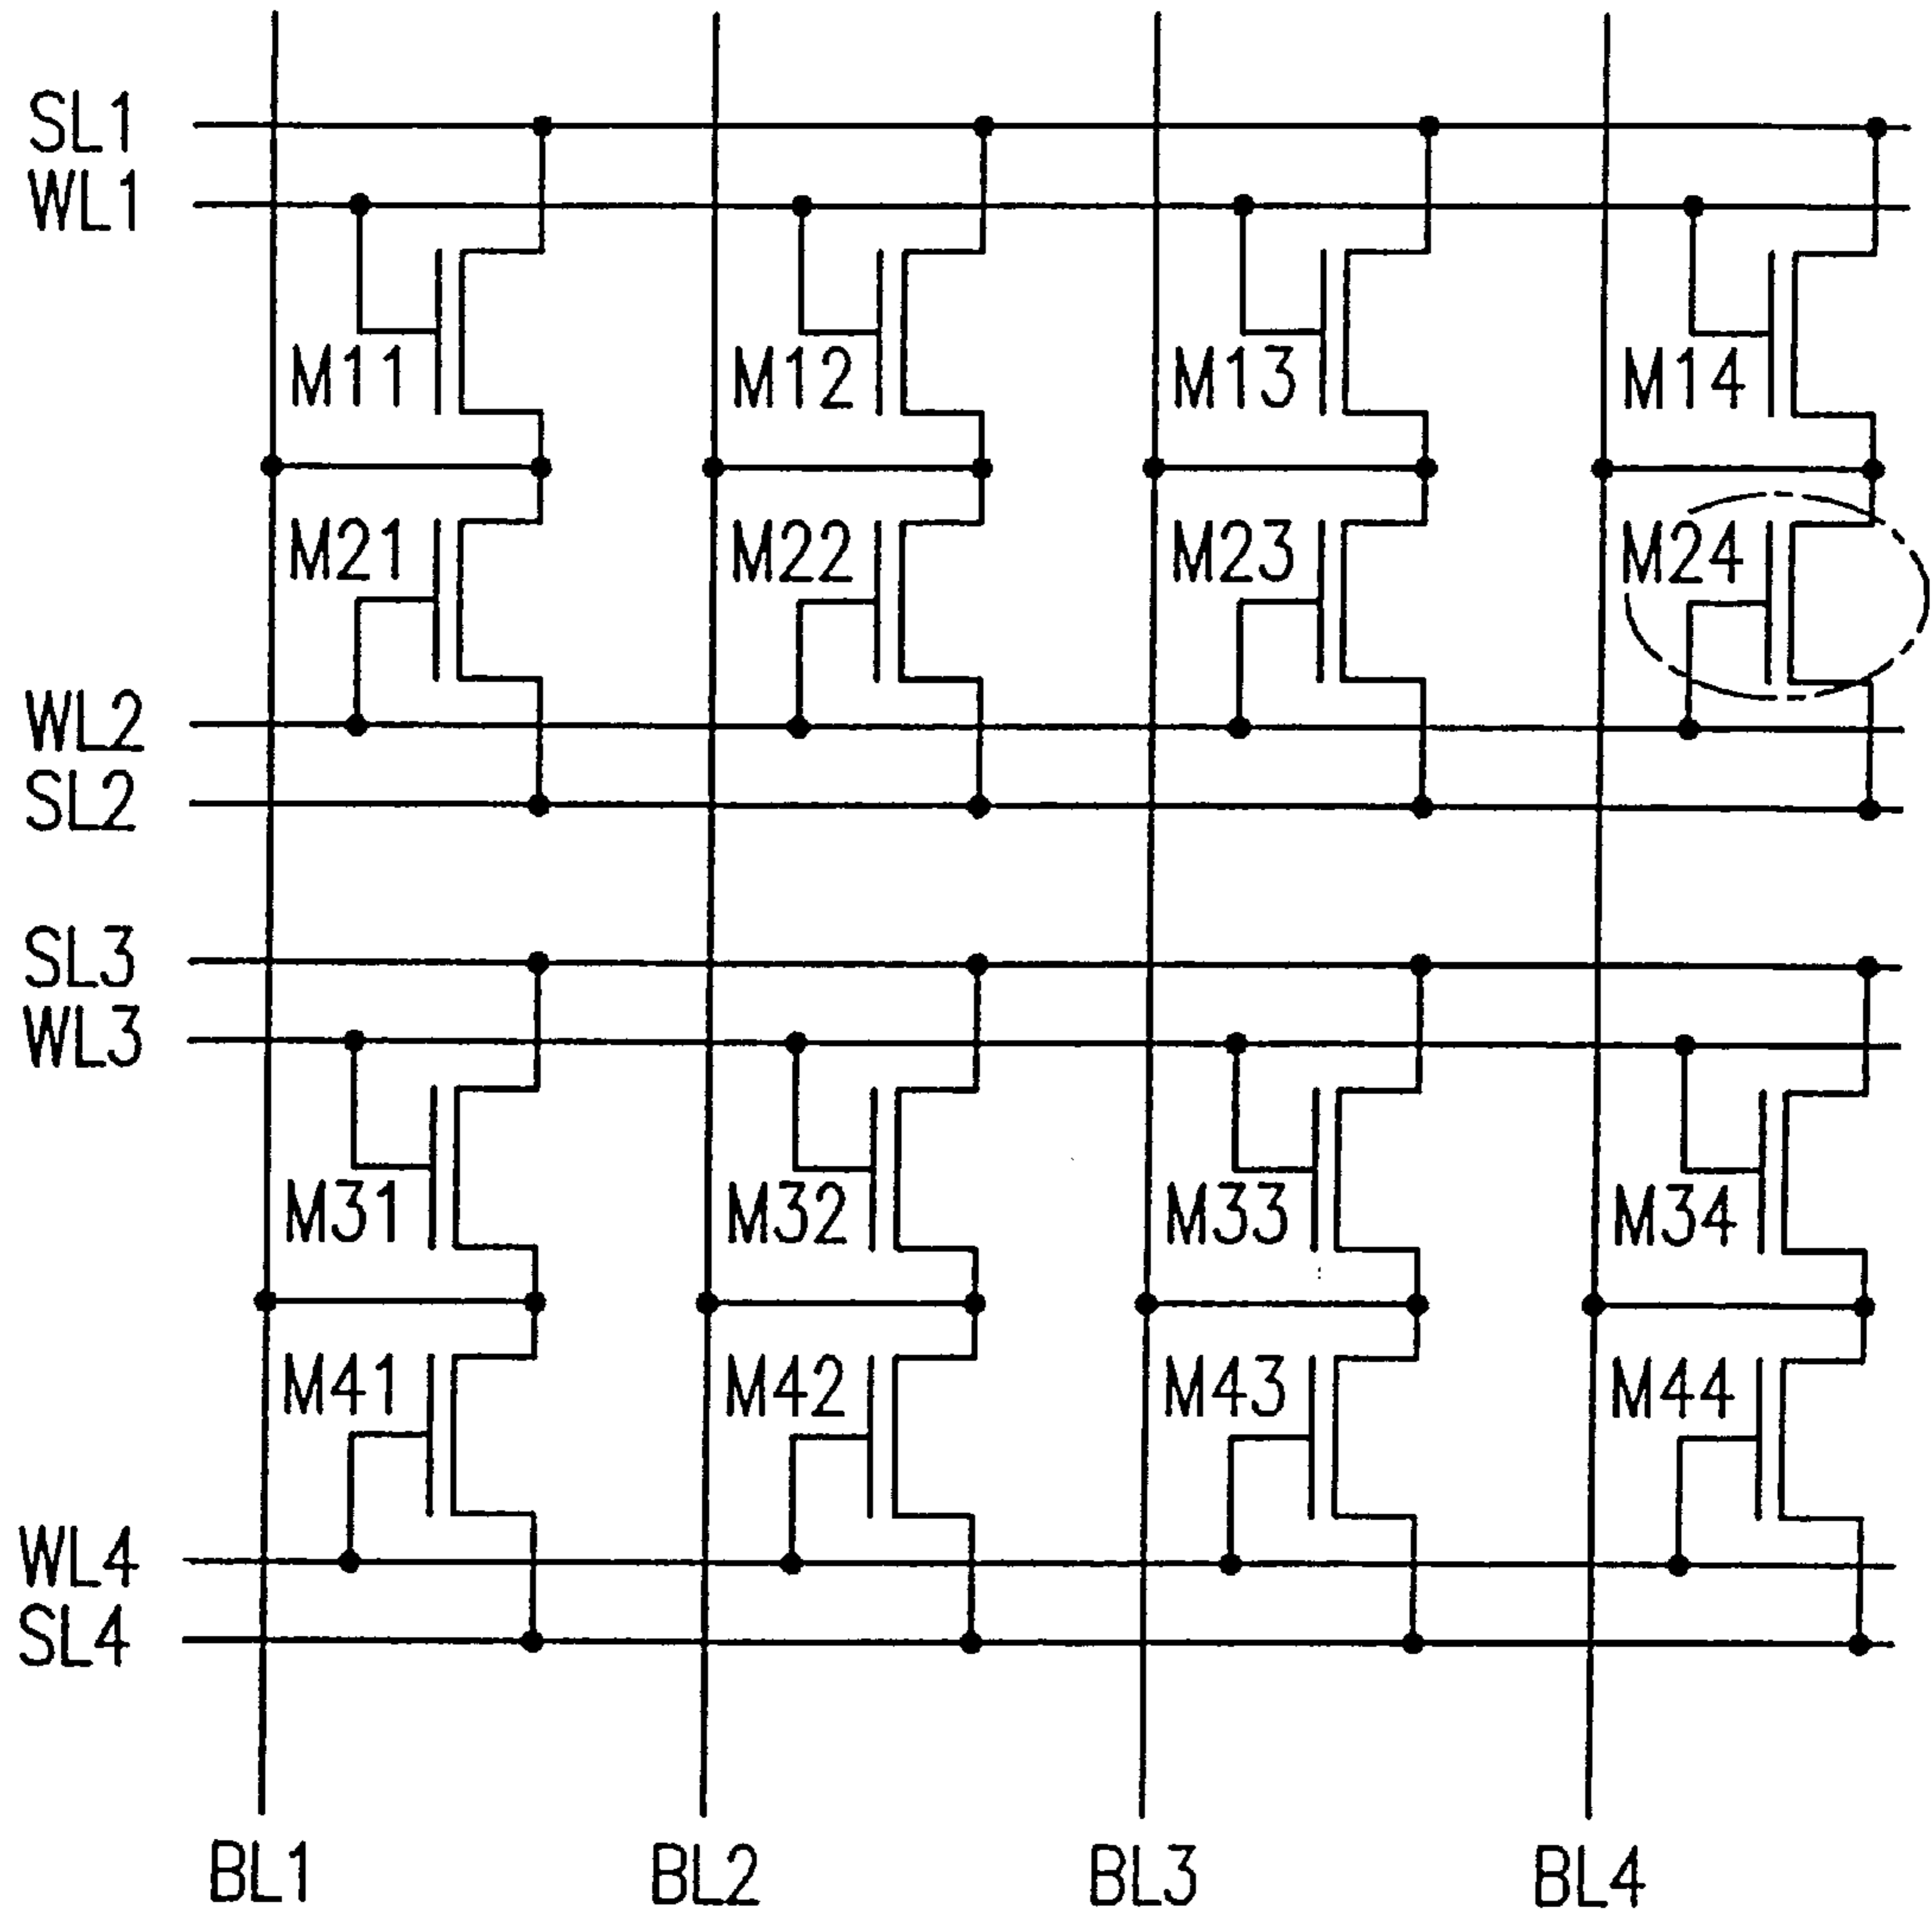 SL1
WL1
M11 M12 M13 M14
M21 M22 M23 M24
WL2
SL2
SL3
WL3
M31 M32 M33 M34
M41 M42 M43 M44
WL4
SL4
BL1 BL2 BL3 BL4